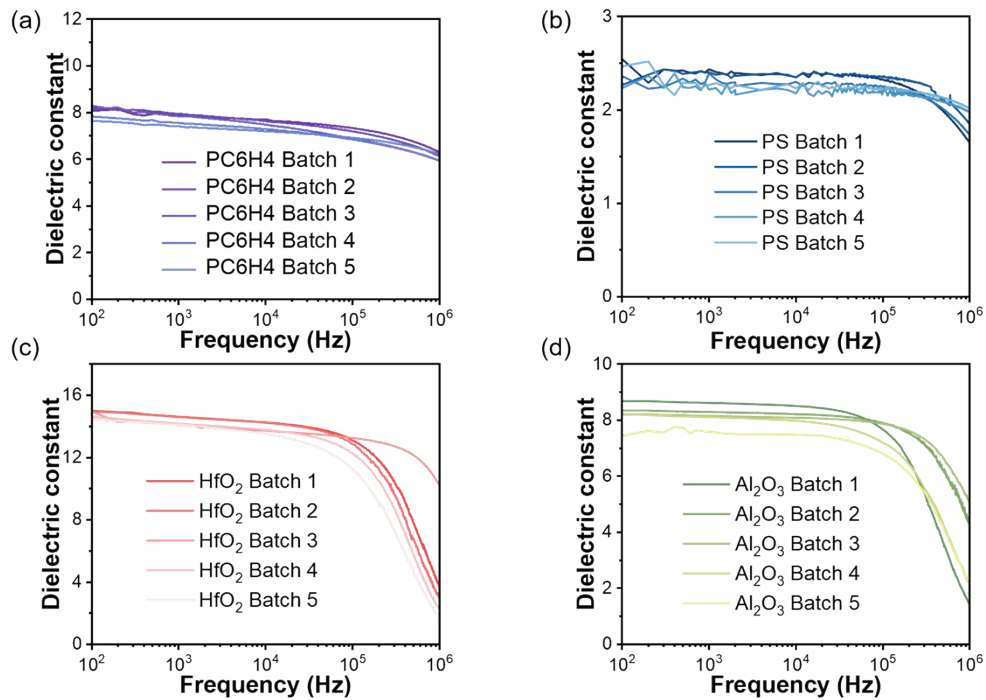 (a)
12
10
8
6
4
2
0
Dielectric constant
PC6H4 Batch 1
PC6H4 Batch 2
PC6H4 Batch 3
PC6H4 Batch 4
PC6H4 Batch 5
10² 10³ 10⁴ 10⁵ 10⁶
Frequency (Hz)
(b)
3
2
1
0
Dielectric constant
PS Batch 1
PS Batch 2
PS Batch 3
PS Batch 4
PS Batch 5
10² 10³ 10⁴ 10⁵ 10⁶
Frequency (Hz)
(c)
16
12
8
4
0
Dielectric constant
HfO₂ Batch 1
HfO₂ Batch 2
HfO₂ Batch 3
HfO₂ Batch 4
HfO₂ Batch 5
10² 10³ 10⁴ 10⁵ 10⁶
Frequency (Hz)
(d)
10
8
6
4
2
0
Dielectric constant
Al₂O₃ Batch 1
Al₂O₃ Batch 2
Al₂O₃ Batch 3
Al₂O₃ Batch 4
Al₂O₃ Batch 5
10² 10³ 10⁴ 10⁵ 10⁶
Frequency (Hz)